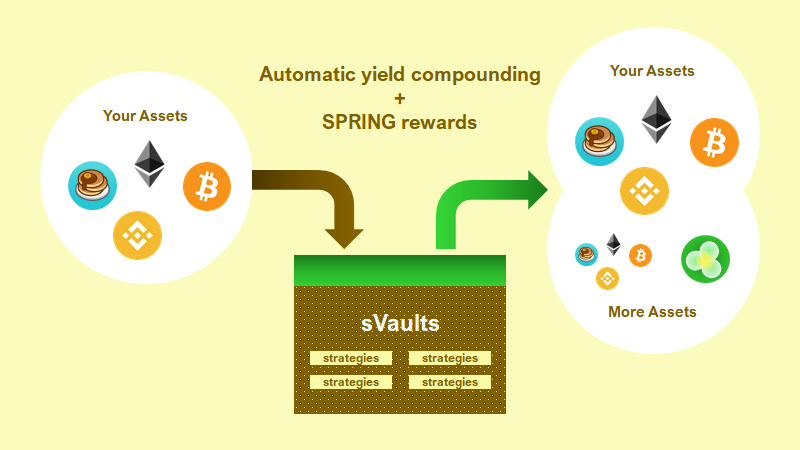 Automatic yield compounding
+
SPRING rewards
Your Assets
Your Assets
More Assets
sVaults
strategies strategies
strategies strategies